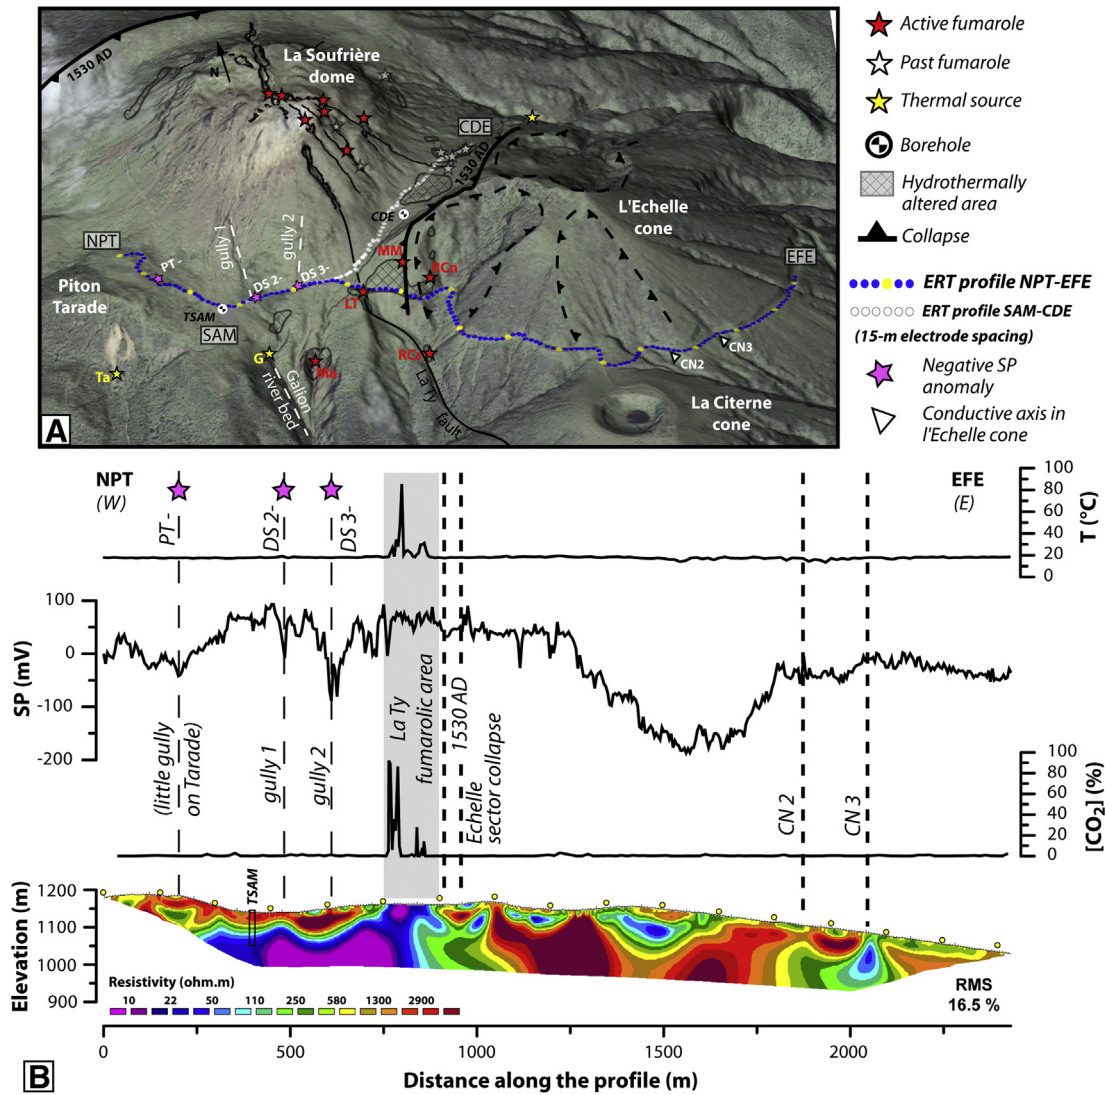 1530 AD
N
La Soufrière
dome
CDE
1530 AD
L'Echelle
cone
CDE
NPT
PT -
gully 1
gully 2
DS 2-
DS 3-
MM
RCn
EFE
Piton
Tarade
TSAM
SAM
LT
CN3
CN2
G
Ta
Ma
Galion
river bed
La Ty
fault
La Citerne
cone
A
Active fumarole
Past fumarole
Thermal source
Borehole
Hydrothermally
altered area
Collapse
ERT profile NPT-EFE
ERT profile SAM-CDE
(15-m electrode spacing)
Negative SP
anomaly
Conductive axis in
l'Echelle cone
NPT
(W)
EFE
(E)
PT -
DS 2-
DS 3-
100
80
60
40
20
0
T (°C)
100
0
-100
-200
SP (mV)
(little gully
on Tarade)
gully 1
gully 2
La Ty
fumarolic area
1530 AD
Echelle
sector collapse
CN 2
CN 3
100
80
60
40
20
0
[CO2] (%)
1200
1100
1000
900
Elevation (m)
TSAM
Resistivity (ohm.m)
10 22 50 110 250 580 1300 2900
RMS
16.5 %
0 500 1000 1500 2000
Distance along the profile (m)
B